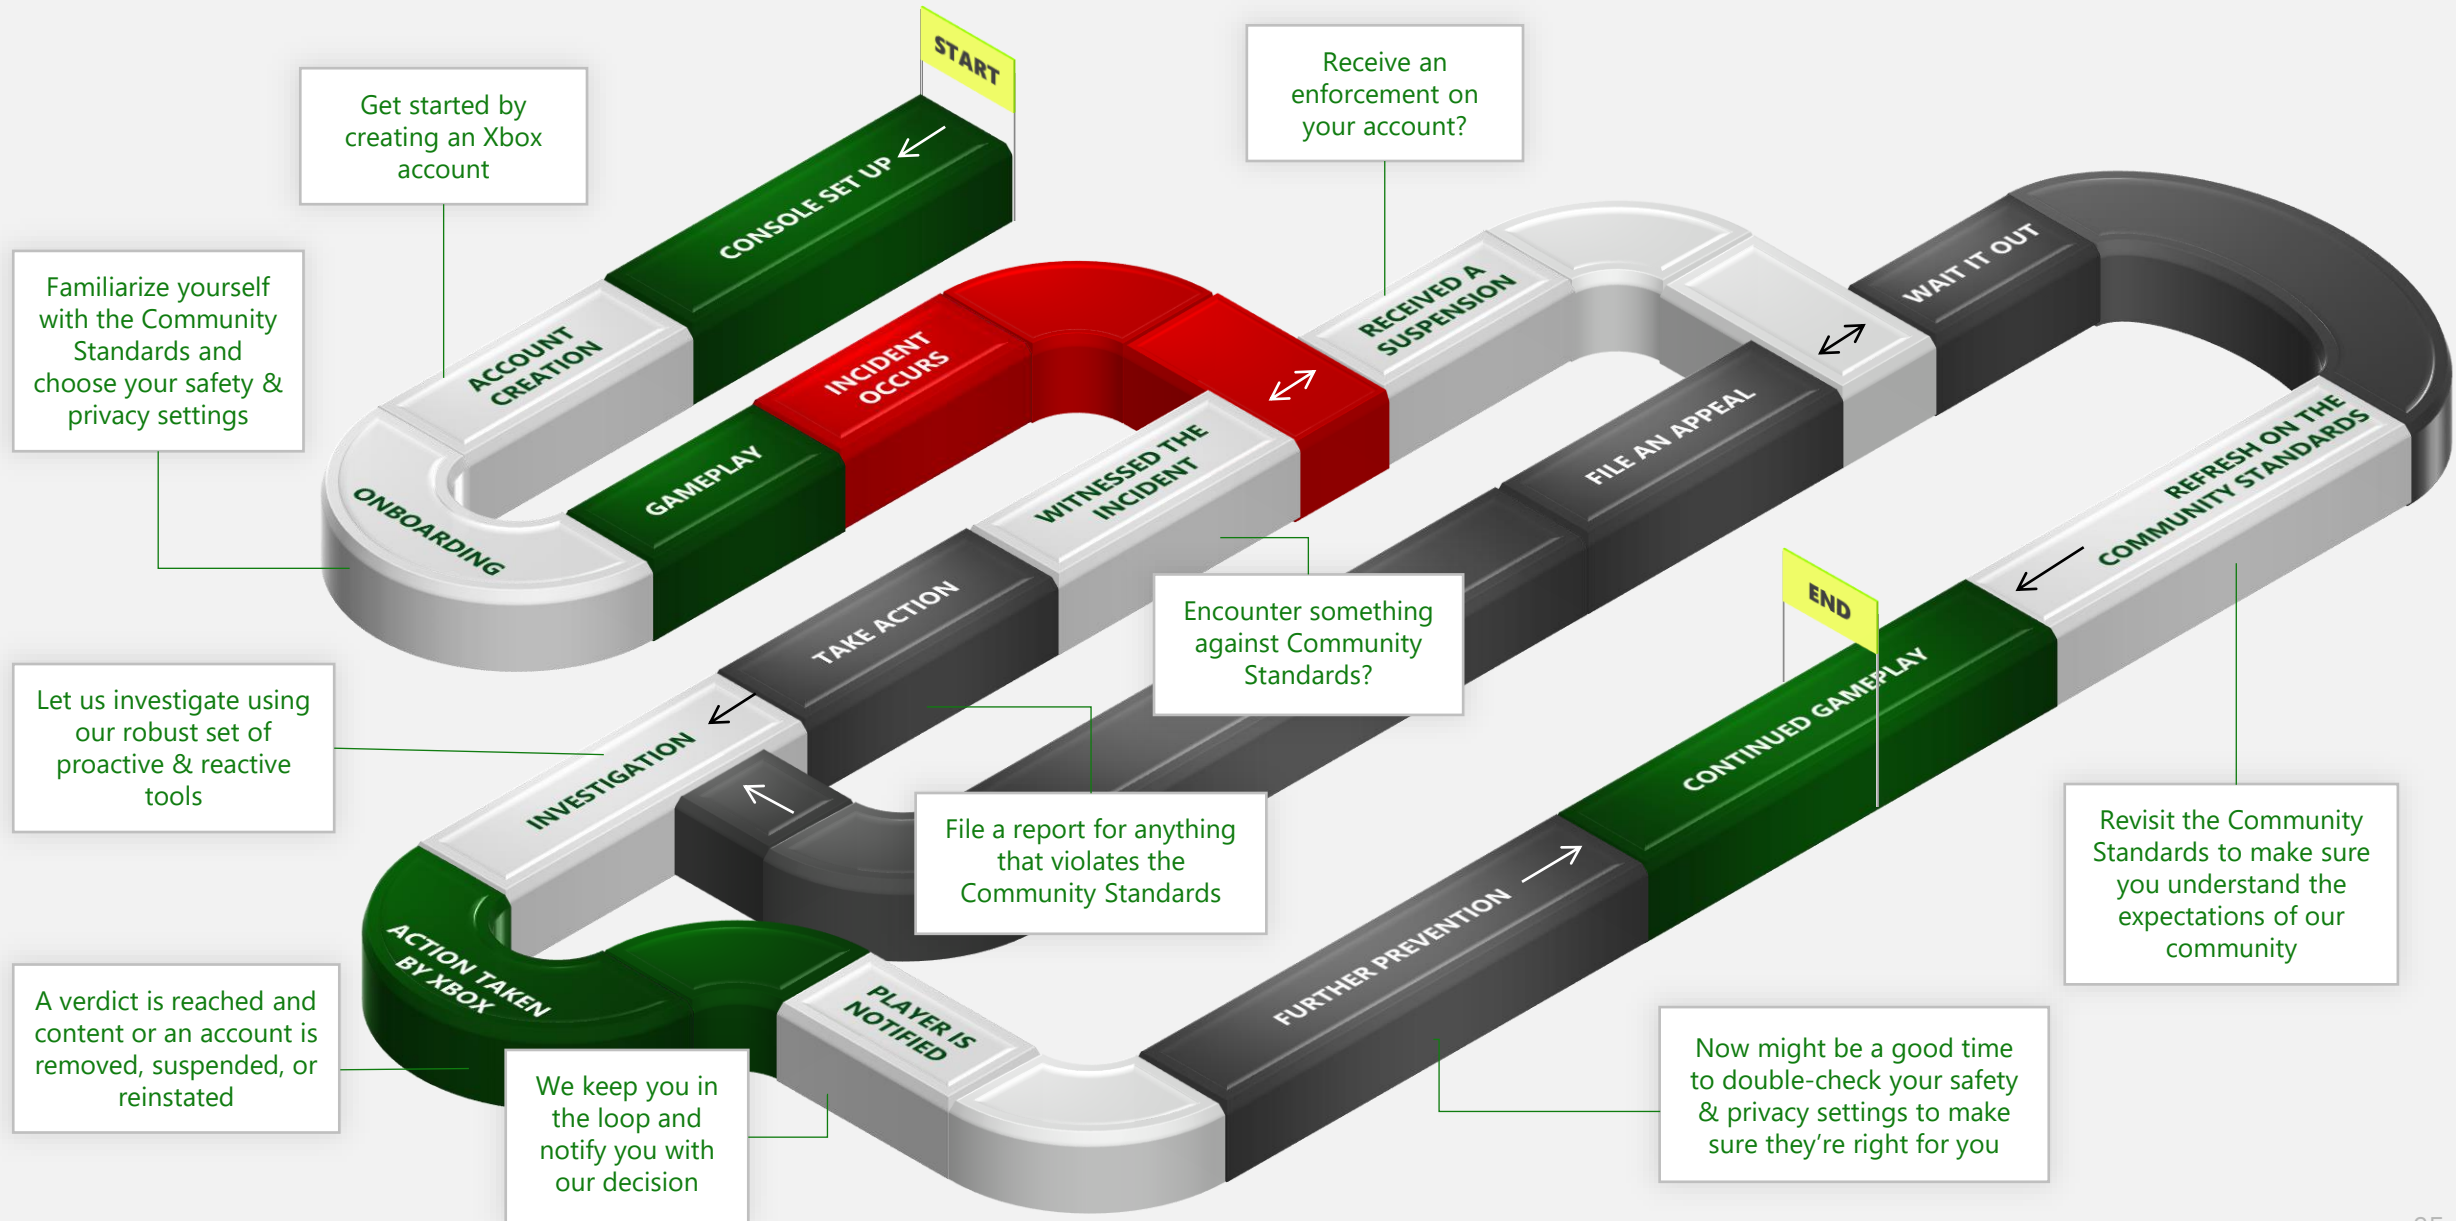 START
Get started by
creating an Xbox
account
CONSOLE SET UP
Familiarize yourself
with the Community
Standards and
choose your safety &
privacy settings
ACCOUNT
CREATION
ONBOARDING
GAMEPLAY
INCIDENT
OCCURS
Receive an
enforcement on
your account?
RECEIVED A
SUSPENSION
WAIT IT OUT
REFRESH ON THE
COMMUNITY STANDARDS
FILE AN APPEAL
WITNESSED THE
INCIDENT
Encounter something
against Community
Standards?
TAKE ACTION
File a report for anything
that violates the
Community Standards
Let us investigate using
our robust set of
proactive & reactive
tools
INVESTIGATION
ACTION TAKEN
BY XBOX
A verdict is reached and
content or an account is
removed, suspended, or
reinstated
PLAYER IS
NOTIFIED
We keep you in
the loop and
notify you with
our decision
FURTHER PREVENTION
Now might be a good time
to double-check your safety
& privacy settings to make
sure they're right for you
END
CONTINUED GAMEPLAY
Revisit the Community
Standards to make sure
you understand the
expectations of our
community